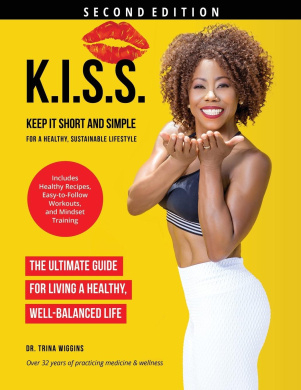 SECOND EDITION
K.I.S.S.
KEEP IT SHORT AND SIMPLE
FOR A HEALTHY, SUSTAINABLE LIFESTYLE
Includes
Healthy Recipes,
Easy-to-Follow
Workouts,
and Mindset
Training
THE ULTIMATE GUIDE
FOR LIVING A HEALTHY,
WELL-BALANCED LIFE
DR. TRINA WIGGINS
Over 32 years of practicing medicine & wellness